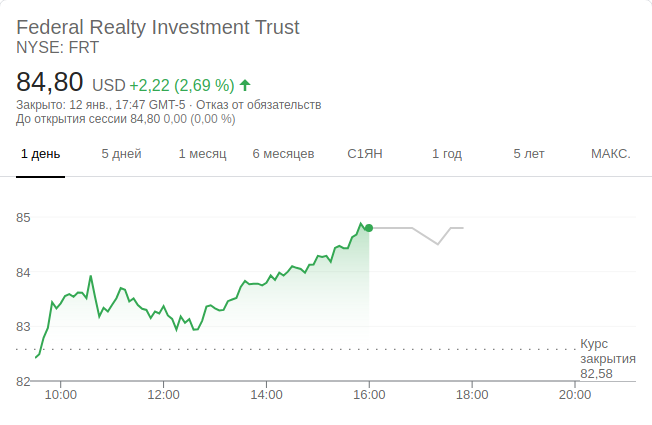 Federal Realty Investment Trust
NYSE: FRT
84,80 USD +2,22 (2,69 %)
Закрыто: 12 янв., 17:47 GMT-5 · Отказ от обязательств
До открытия сессии 84,80 0,00 (0,00 %)
1 день 5 дней 1 месяц 6 месяцев С1ЯН 1 год 5 лет МАКС.
85
84
83
82
Курс
закрытия
82,58
10:00 12:00 14:00 16:00 18:00 20:00